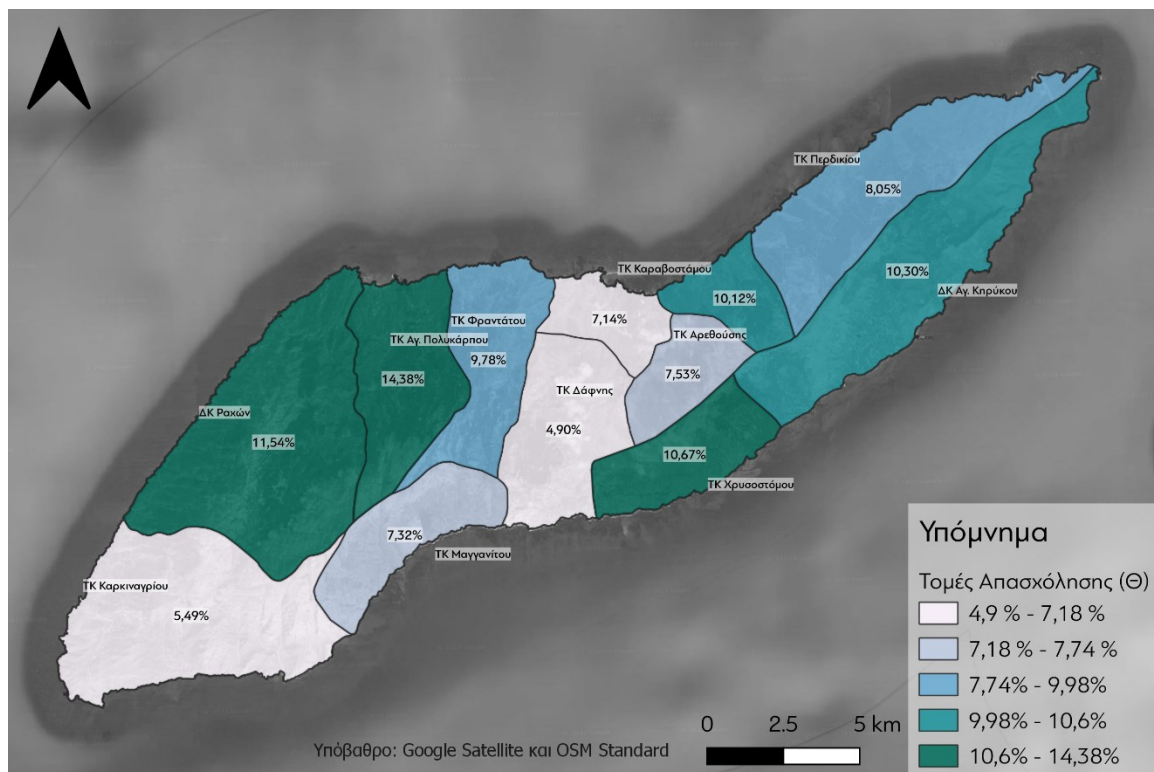 ΤΚ Περδικίου
8,05%
ΤΚ Καραβοστάμου
10,12%
10,30%
ΔΚ Αγ. Κηρύκου
ΤΚ Φραντάτου
7,14%
ΤΚ Αρεθούσης
ΤΚ Αγ. Πολυκάρπου
9,78%
14,38%
7,53%
ΤΚ Δάφνης
4,90%
ΔΚ Ραχών
11,54%
10,67%
ΤΚ Χρυσοστόμου
7,32%
ΤΚ Μαγγανίτου
ΤΚ Καρκιναγρίου
5,49%
Υπόμνημα
Τομές Απασχόλησης (Θ)
4,9 % - 7,18 %
7,18 % - 7,74 %
7,74% - 9,98%
9,98% - 10,6%
10,6% - 14,38%
0 2.5 5 km
Υπόβαθρο: Google Satellite και OSM Standard